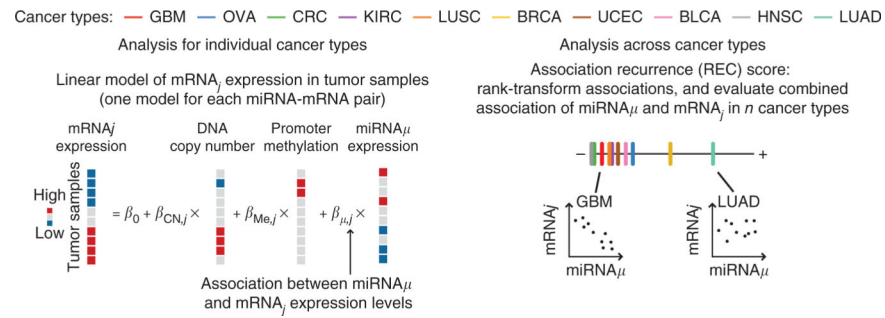 Cancer types: GBM OVA CRC KIRC LUSC BRCA UCEC BLCA HNSC LUAD
Analysis for individual cancer types
Linear model of mRNAj expression in tumor samples
(one model for each miRNA-mRNA pair)
mRNAj
expression
DNA
copy number
Promoter
methylation
miRNAμ
expression
High
Low
Tumor samples
= β0 + βCN,j × + βMe,j × + βμ,j ×
Association between miRNAμ
and mRNAj expression levels
Analysis across cancer types
Association recurrence (REC) score:
rank-transform associations, and evaluate combined
association of miRNAμ and mRNAj in n cancer types
− +
GBM
mRNAj
miRNAμ
LUAD
mRNAj
miRNAμ